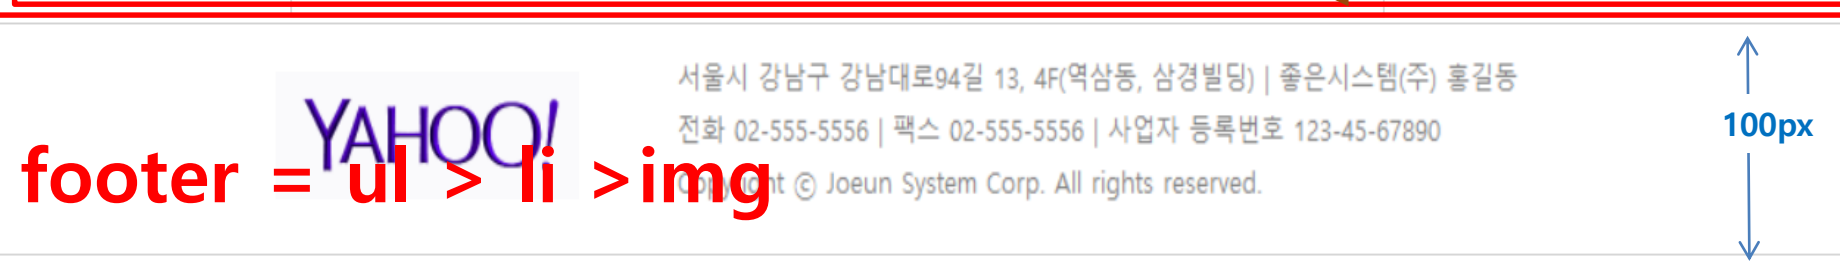 서울시 강남구 강남대로94길 13, 4F(역삼동, 삼경빌딩) | 좋은시스템(주) 홍길동
YAHOO!
전화 02-555-5556 | 팩스 02-555-5556 | 사업자 등록번호 123-45-67890
100px
footer = ul > li >img
Copyright ⓒ Joeun System Corp. All rights reserved.